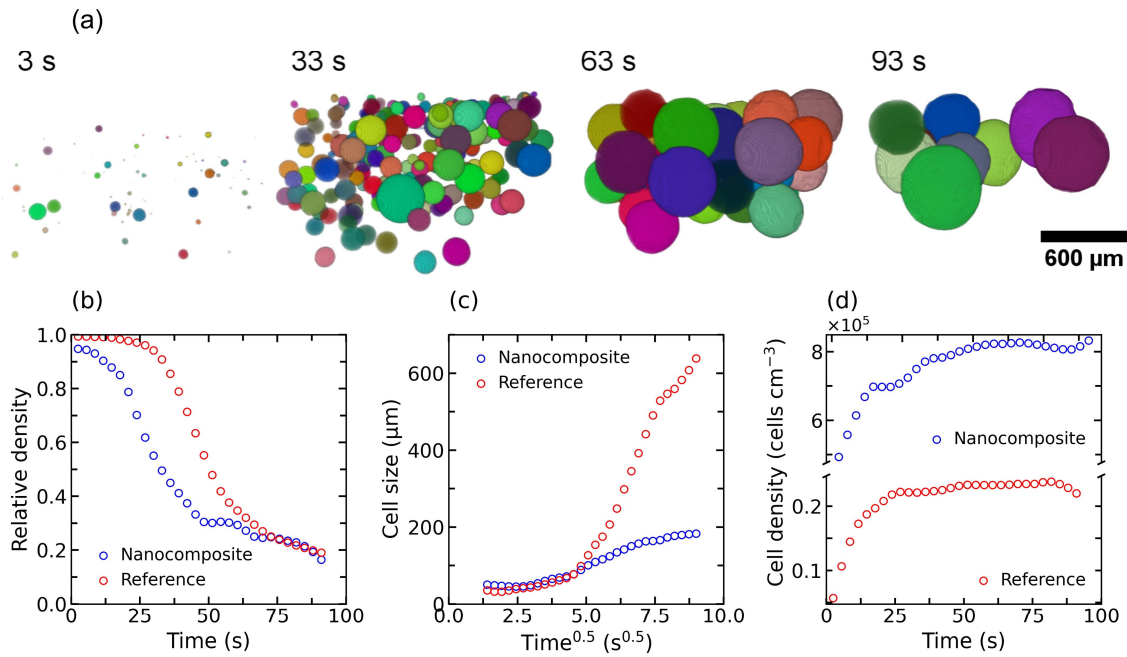 (a)
3 s
33 s
63 s
93 s
600 µm
(b)
(c)
(d)
1.0
0.8
0.6
0.4
0.2
0.0
Relative density
Nanocomposite
Reference
0
25
50
75
100
Time (s)
600
400
200
0
Cell size (µm)
Nanocomposite
Reference
0.0
2.5
5.0
7.5
10.0
Time^0.5 (s^0.5)
×10^5
8
6
0.2
0.1
Cell density (cells cm^−3)
Nanocomposite
Reference
0
25
50
75
100
Time (s)